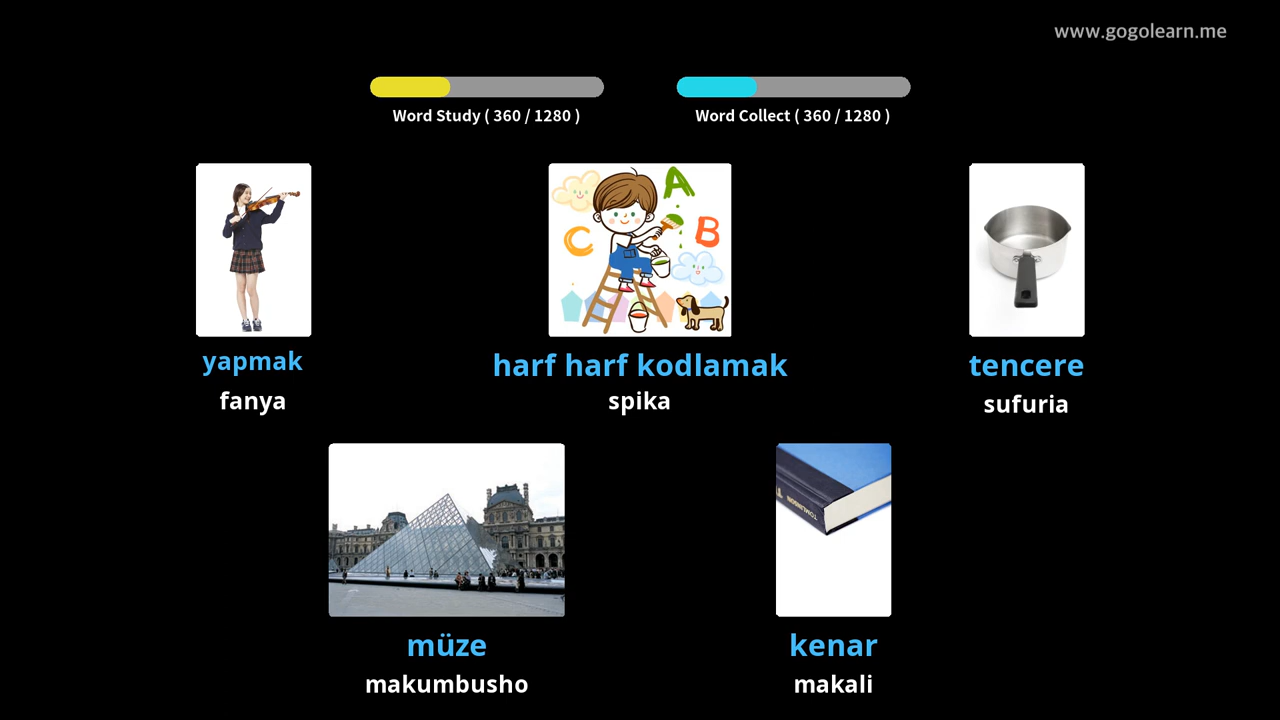 www.gogolearn.me
Word Study ( 360 / 1280 )
Word Collect ( 360 / 1280 )
A
B
C
yapmak
harf harf kodlamak
tencere
fanya
spika
sufuria
TOMLINSON
müze
kenar
makumbusho
makali